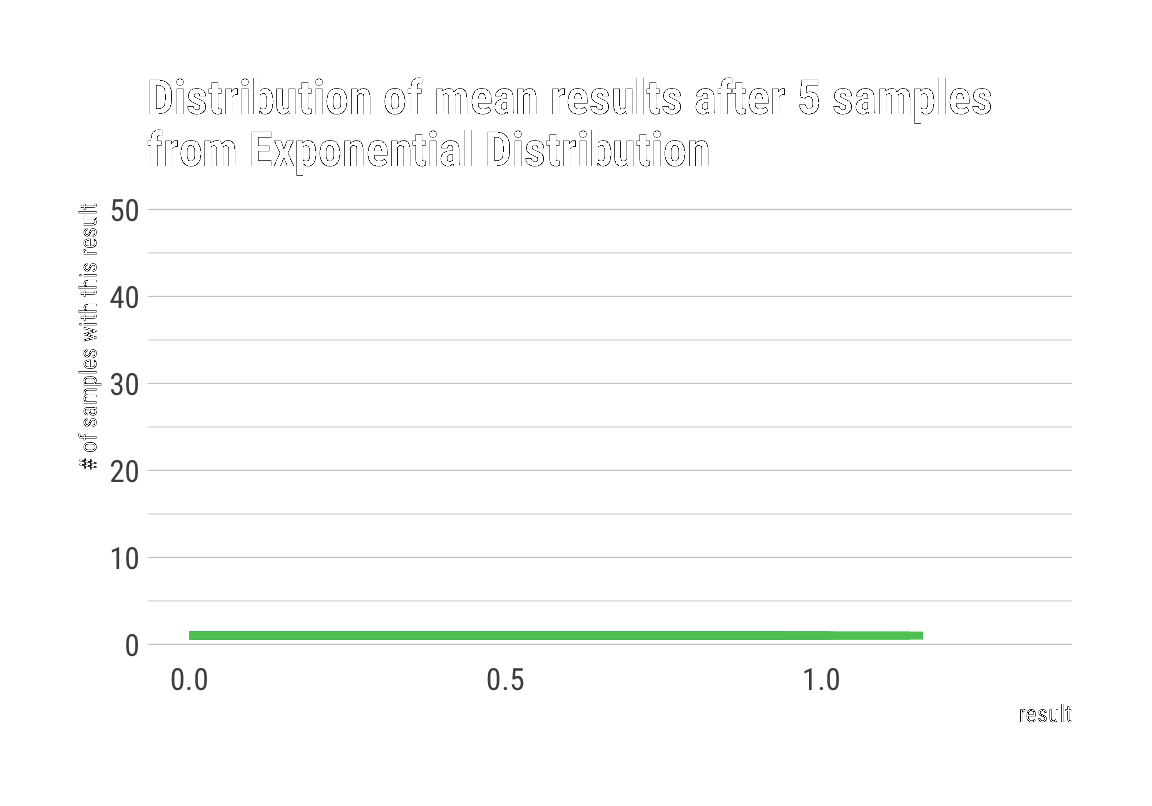 Distribution of mean results after 5 samples
from Exponential Distribution
# of samples with this result
50
40
30
20
10
0
0.0 0.5 1.0
result